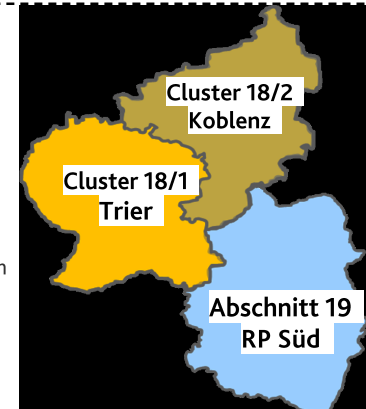 Cluster 18/2
Koblenz
Cluster 18/1
Trier
Abschnitt 19
RP Süd